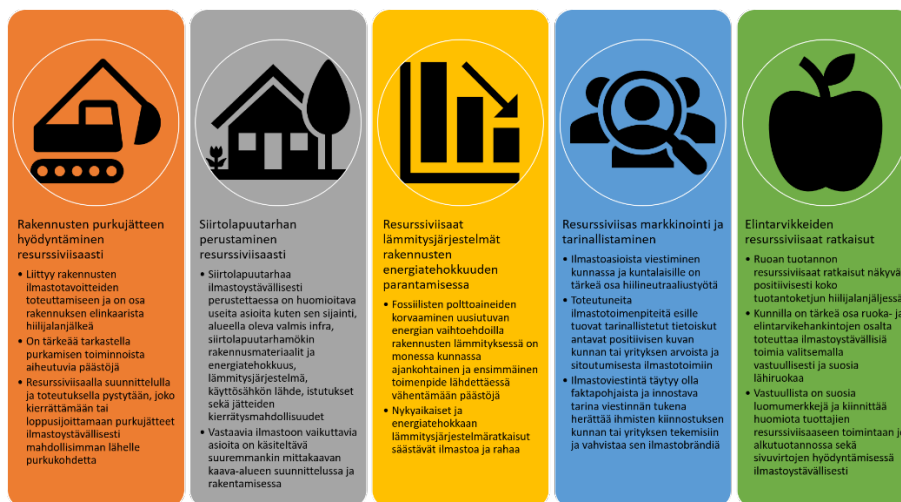 Rakennusten purkujätteen
hyödyntäminen
resurssiviisaasti
• Liittyy rakennusten
ilmastotavoitteiden
toteuttamiseen ja on osa
rakennuksen elinkaarista
hiilijalanjälkeä
• On tärkeää tarkastella
purkamisen toiminnoista
aiheutuvia päästöjä
• Resurssiviisaalla suunnittelulla
ja toteutuksella pystytään, joko
kierrättämään tai
loppusijoittamaan purkujätteet
ilmastoystävällisesti
mahdollisimman lähelle
purkukohdetta
Siirtolapuutarhan
perustaminen
resurssiviisaasti
• Siirtolapuutarhaa
ilmastoystävällisesti
perustettaessa on huomioitava
useita asioita kuten sen sijainti,
alueella oleva valmis infra,
siirtolapuutarhamökin
rakennusmateriaalit ja
energiatehokkuus,
lämmitysjärjestelmä,
käyttösähkön lähde, istutukset
sekä jätteiden
kierrätysmahdollisuudet
• Vastaavia ilmastoon vaikuttavia
asioita on käsiteltävä
suuremmankin mittakaavan
kaava-alueen suunnittelussa ja
rakentamisessa
Resurssiviisaat
lämmitysjärjestelmät
rakennusten
energiatehokkuuden
parantamisessa
• Fossiilisten polttoaineiden
korvaaminen uusiutuvan
energian vaihtoehdoilla
rakennusten lämmityksessä on
monessa kunnassa
ajankohtainen ja ensimmäinen
toimenpide lähdettäessä
vähentämään päästöjä
• Nykyaikaiset ja
energiatehokkaat
lämmitysjärjestelmäratkaisut
säästävät ilmastoa ja rahaa
Resurssiviisas markkinointi ja
tarinallistaminen
• Ilmastoasioista viestiminen
kunnassa ja kuntalaisille on
tärkeä osa hiilineutraaliustyötä
• Toteutuneita
ilmastotoimenpiteitä esille
tuovat tarinallistetut tietoiskut
antavat positiivisen kuvan
kunnan tai yrityksen arvoista ja
sitoutumisesta ilmastotoimiin
• Ilmastoviestintä täytyy olla
faktapohjaista ja innostava
tarina viestinnän tukena
herättää ihmisten kiinnostuksen
kunnan tai yrityksen tekemisiin
ja vahvistaa sen ilmastobrändiä
Elintarvikkeiden
resurssiviisaat ratkaisut
• Ruoan tuotannon
resurssiviisaat ratkaisut näkyvät
positiivisesti koko
tuotantoketjun hiilijalanjäljessä
• Kunnilla on tärkeä osa ruoka- ja
elintarvikehankintojen osalta
toteuttaa ilmastoystävällisiä
toimia valitsemalla
vastuullisesti ja suosia
lähiruokaa
• Vastuullista on suosia
luomumerkkejä ja kiinnittää
huomiota tuottajien
resurssiviisaaseen toimintaan ja
alkutuotannossa sekä
sivuvirtojen hyödyntämisessä
ilmastoystävällisesti